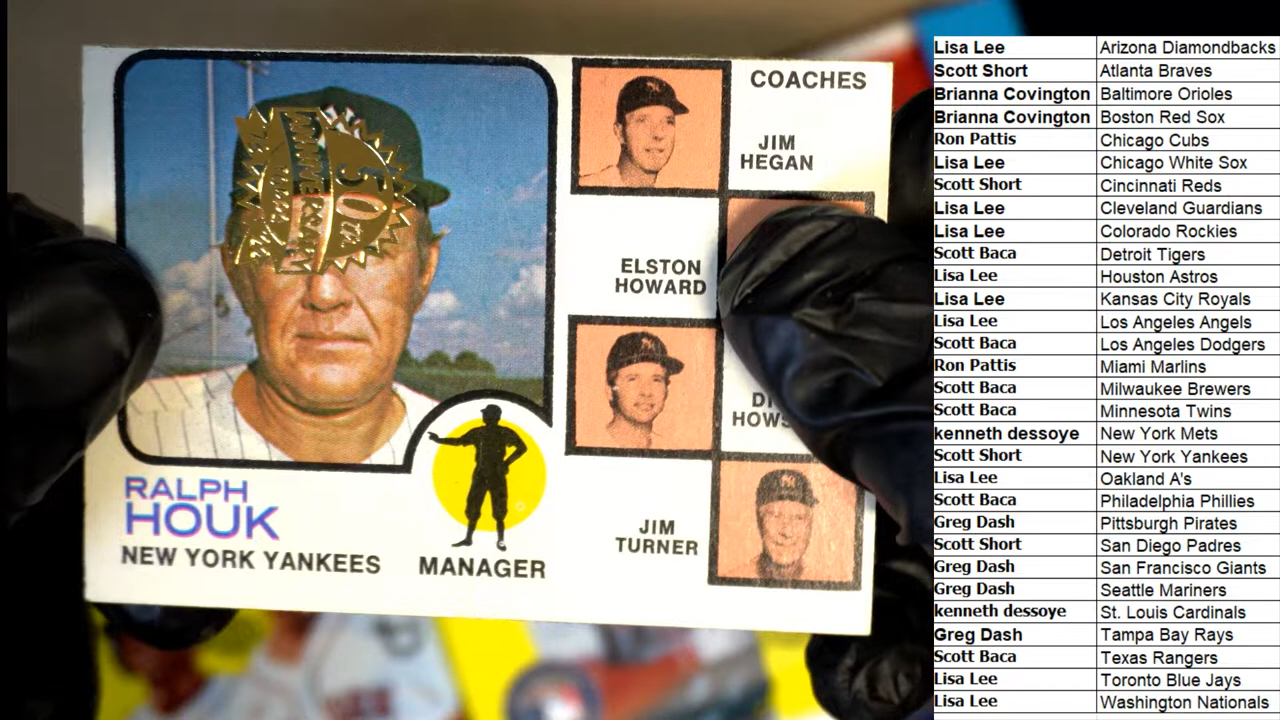 50
TH
ANNIVERSARY
COACHES
JIM
HEGAN
ELSTON
HOWARD
JIM
TURNER
RALPH
HOUK
NEW YORK YANKEES
MANAGER
Lisa Lee Arizona Diamondbacks
Scott Short Atlanta Braves
Brianna Covington Baltimore Orioles
Brianna Covington Boston Red Sox
Ron Pattis Chicago Cubs
Lisa Lee Chicago White Sox
Scott Short Cincinnati Reds
Lisa Lee Cleveland Guardians
Lisa Lee Colorado Rockies
Scott Baca Detroit Tigers
Lisa Lee Houston Astros
Lisa Lee Kansas City Royals
Lisa Lee Los Angeles Angels
Scott Baca Los Angeles Dodgers
Ron Pattis Miami Marlins
Scott Baca Milwaukee Brewers
Scott Baca Minnesota Twins
kenneth dessoye New York Mets
Scott Short New York Yankees
Lisa Lee Oakland A's
Scott Baca Philadelphia Phillies
Greg Dash Pittsburgh Pirates
Scott Short San Diego Padres
Greg Dash San Francisco Giants
Greg Dash Seattle Mariners
kenneth dessoye St. Louis Cardinals
Greg Dash Tampa Bay Rays
Scott Baca Texas Rangers
Lisa Lee Toronto Blue Jays
Lisa Lee Washington Nationals